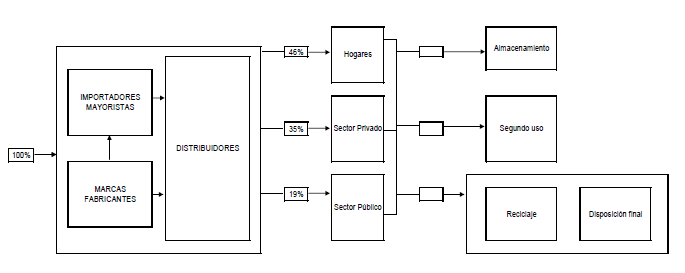 100%
IMPORTADORES
MAYORISTAS
MARCAS
FABRICANTES
DISTRIBUIDORES
46%
35%
19%
Hogares
Sector Privado
Sector Público
Almacenamiento
Segundo uso
Reciclaje
Disposición final